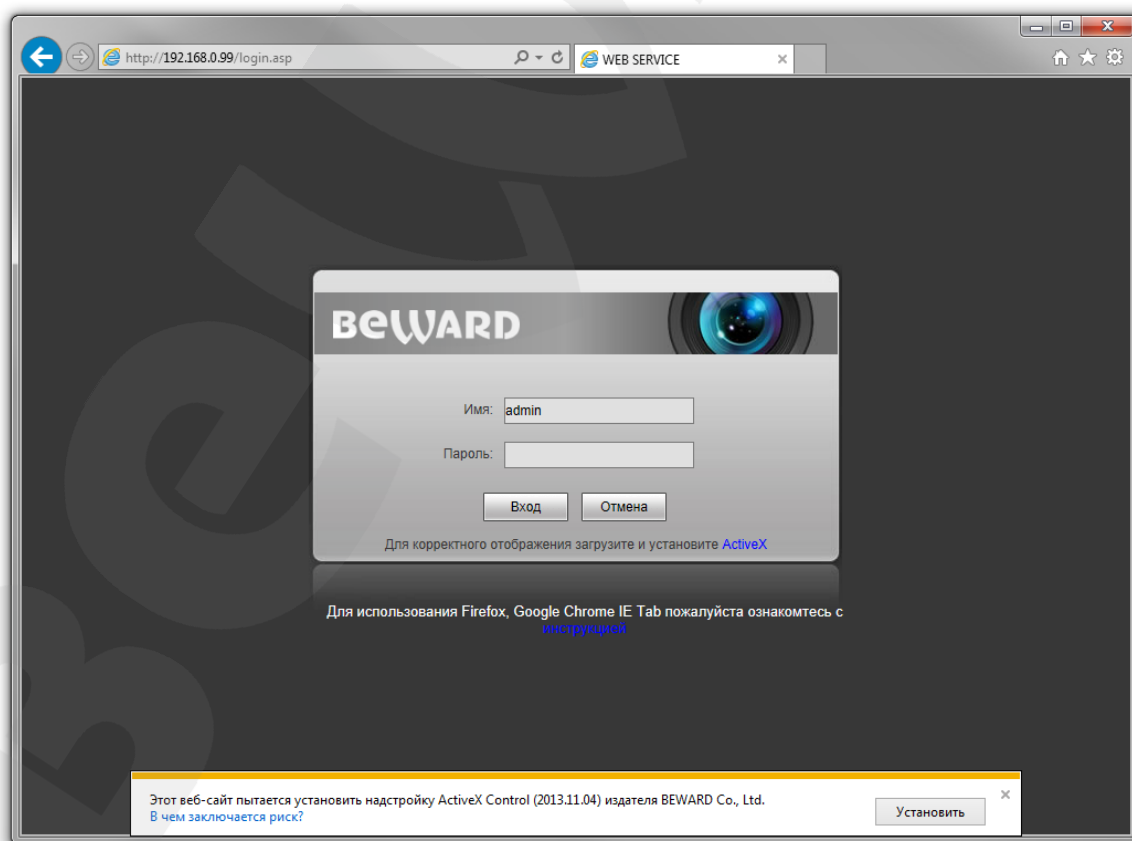 http://192.168.0.99/login.asp
WEB SERVICE
BEWARD
Имя: admin
Пароль:
Вход Отмена
Для корректного отображения загрузите и установите ActiveX
Для использования Firefox, Google Chrome IE Tab пожалуйста ознакомтесь с
инструкцией
Этот веб-сайт пытается установить надстройку ActiveX Control (2013.11.04) издателя BEWARD Co., Ltd.
В чем заключается риск?
Установить